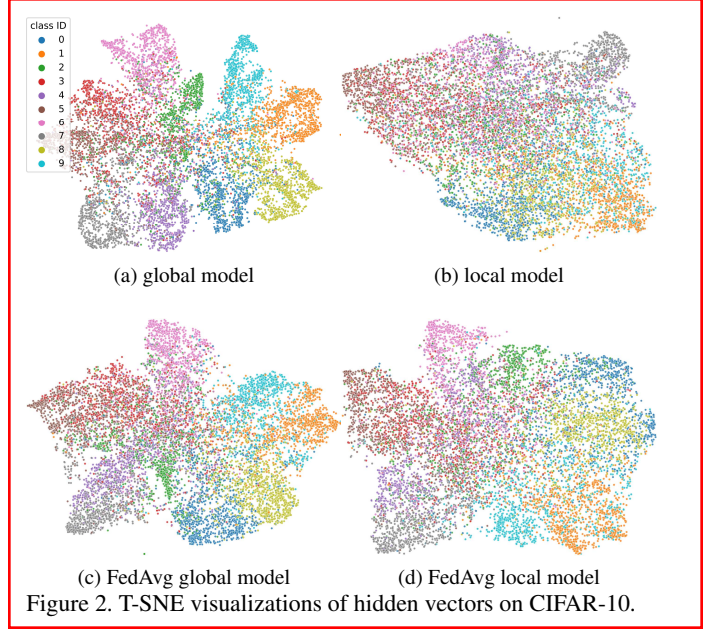 class ID
0
1
2
3
4
5
6
7
8
9
(a) global model
(b) local model
(c) FedAvg global model
(d) FedAvg local model
Figure 2. T-SNE visualizations of hidden vectors on CIFAR-10.